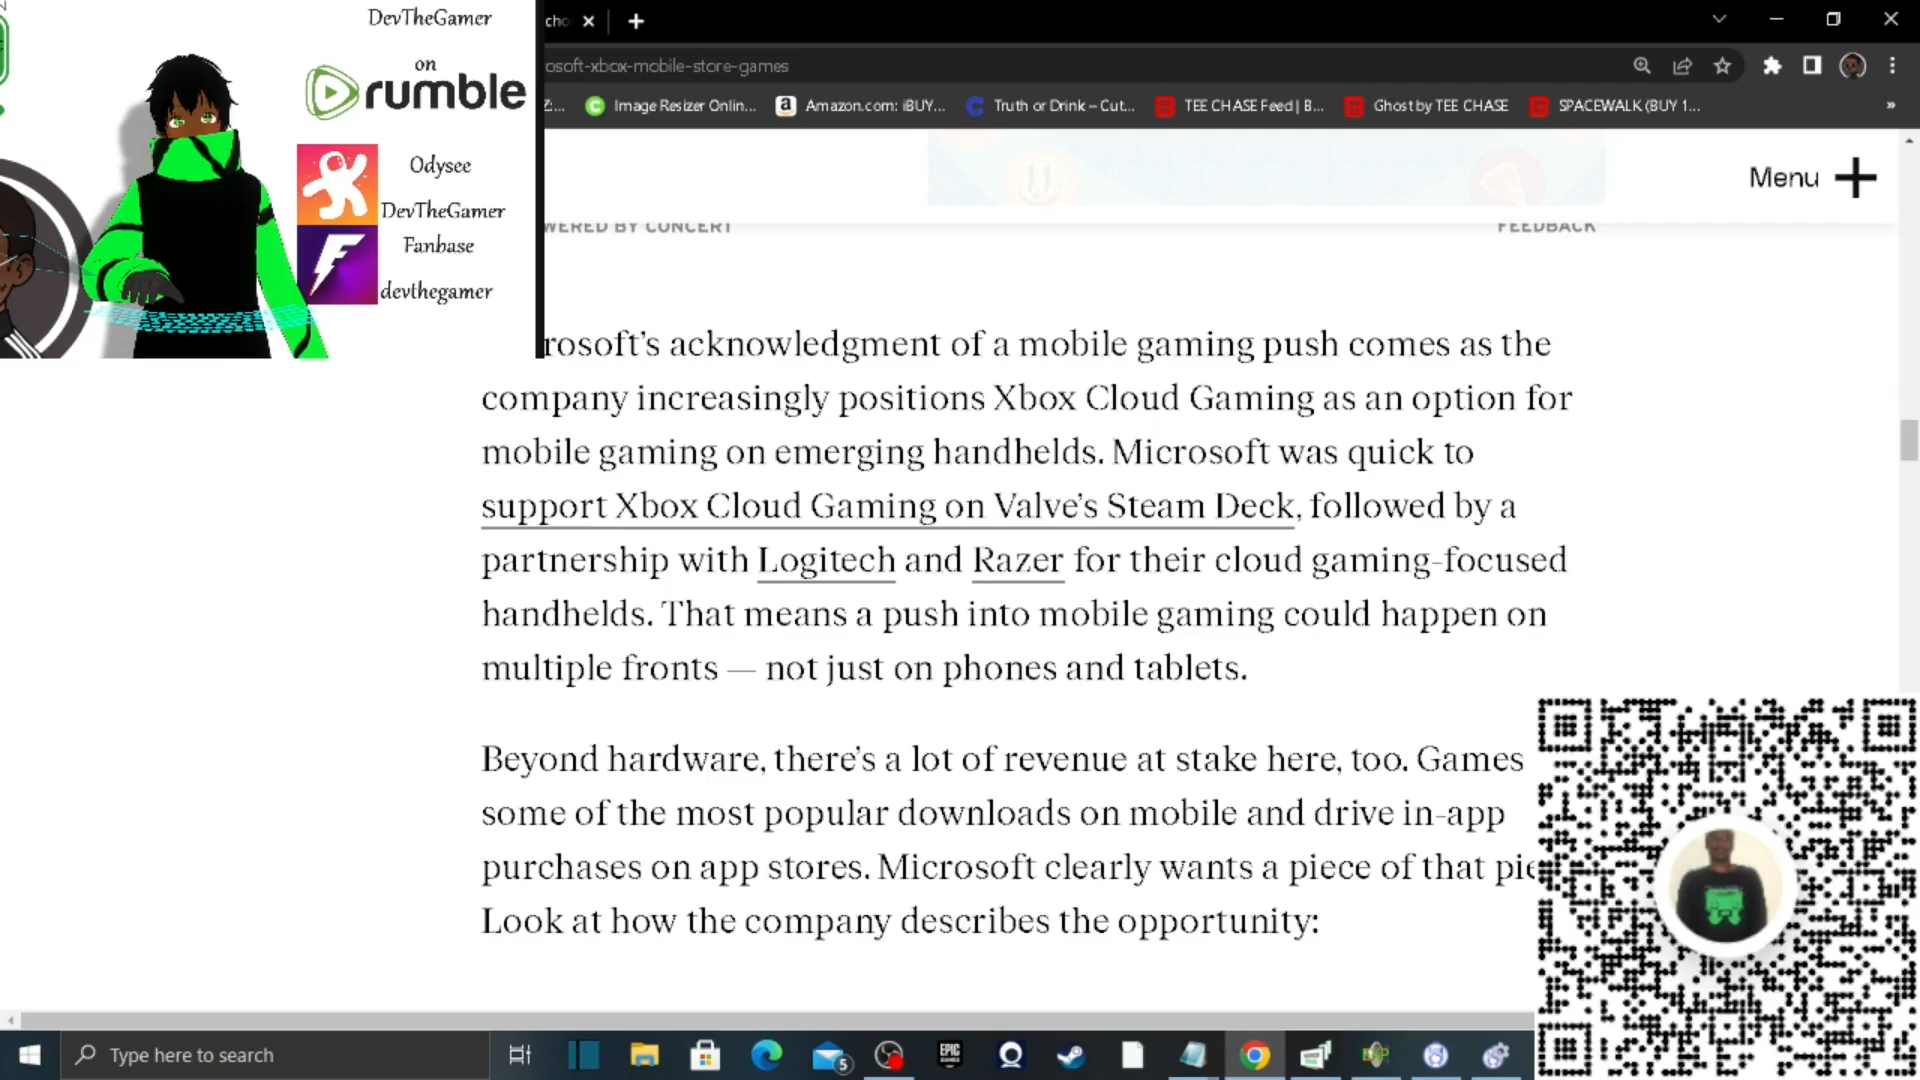 DevTheGamer
on
rumble
Odysee
DevTheGamer
Fanbase
devthegamer
osoft-xbox-mobile-store-games
Image Resizer Onlin...
Amazon.com: iBUY...
Truth or Drink – Cut...
TEE CHASE Feed | B...
Ghost by TEE CHASE
SPACEWALK (BUY 1...
»
Menu
WERED BY CONCERT
FEEDBACK
rosoft’s acknowledgment of a mobile gaming push comes as the
company increasingly positions Xbox Cloud Gaming as an option for
mobile gaming on emerging handhelds. Microsoft was quick to
support Xbox Cloud Gaming on Valve’s Steam Deck, followed by a
partnership with Logitech and Razer for their cloud gaming-focused
handhelds. That means a push into mobile gaming could happen on
multiple fronts — not just on phones and tablets.
Beyond hardware, there’s a lot of revenue at stake here, too. Games
some of the most popular downloads on mobile and drive in-app
purchases on app stores. Microsoft clearly wants a piece of that pie
Look at how the company describes the opportunity:
Type here to search
5
EPIC
GAMES